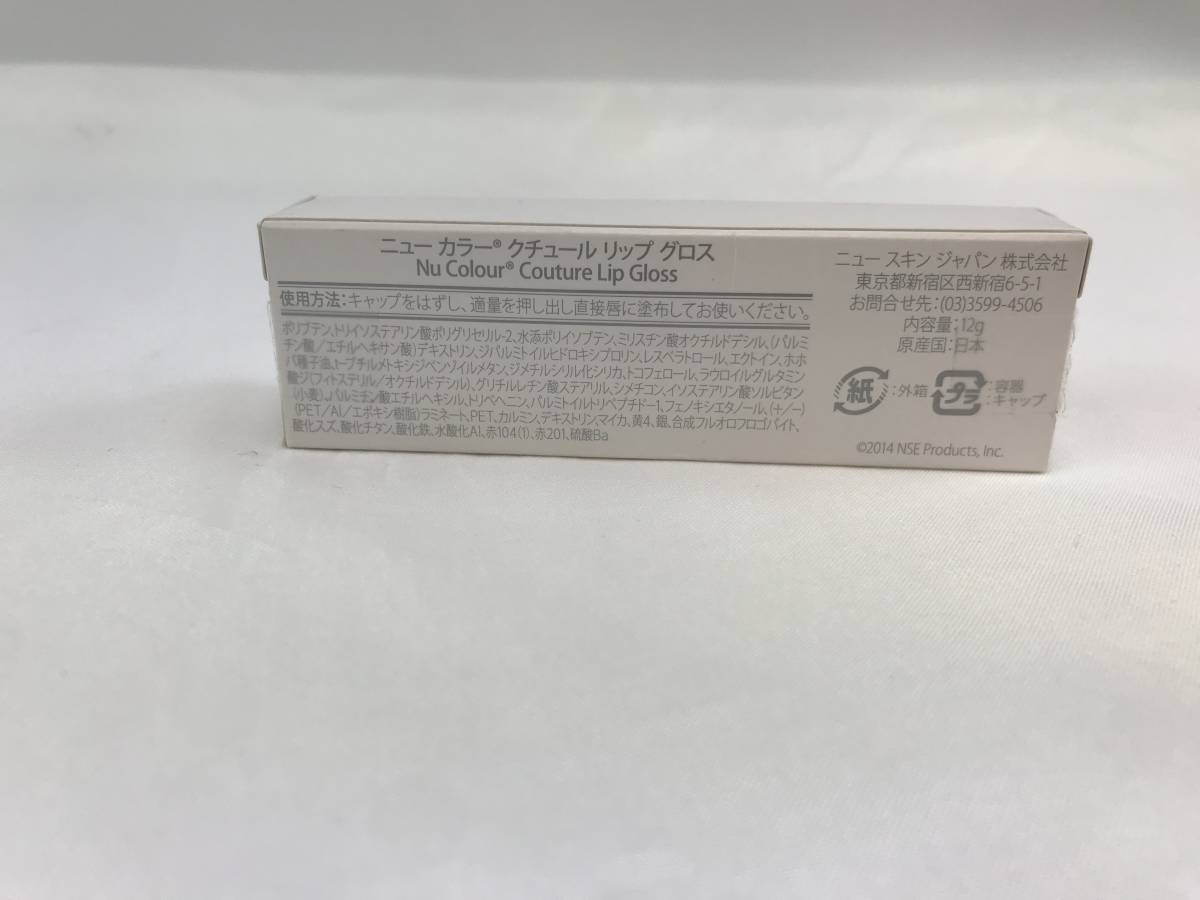 ニュー カラー® クチュール リップ グロス
Nu Colour® Couture Lip Gloss
使用方法:キャップをはずし、適量を押し出し直接唇に塗布してお使いください。
ポリブテン,トリイソステアリン酸ポリグリセリル-2,水添ポリイソブテン,ミリスチン酸オクチルドデシル,(パルミ
チン酸/エチルヘキサン酸)デキストリン,ジパルミトイルヒドロキシプロリン,レスベラトロール,エクトイン,ホホ
バ種子油,t-ブチルメトキシジベンゾイルメタン,ジメチルシリル化シリカ,トコフェロール,ラウロイルグルタミン
酸ジ(フィトステリル/オクチルドデシル),グリチルレチン酸ステアリル,シメチコン,イソステアリン酸ソルビタン
(小麦),パルミチン酸エチルヘキシル,トリベヘニン,パルミトイルトリペプチド-1,フェノキシエタノール,(+/-)
(PET/Al/エポキシ樹脂)ラミネート,PET,カルミン,デキストリン,マイカ,黄4,銀,合成フルオロフロゴパイト,
酸化スズ,酸化チタン,酸化鉄,水酸化Al,赤104(1),赤201,硫酸Ba
ニュー スキン ジャパン 株式会社
東京都新宿区西新宿6-5-1
お問合せ先:(03)3599-4506
内容量:12g
原産国:日本
紙:外箱
プラ:容器
:キャップ
©2014 NSE Products, Inc.